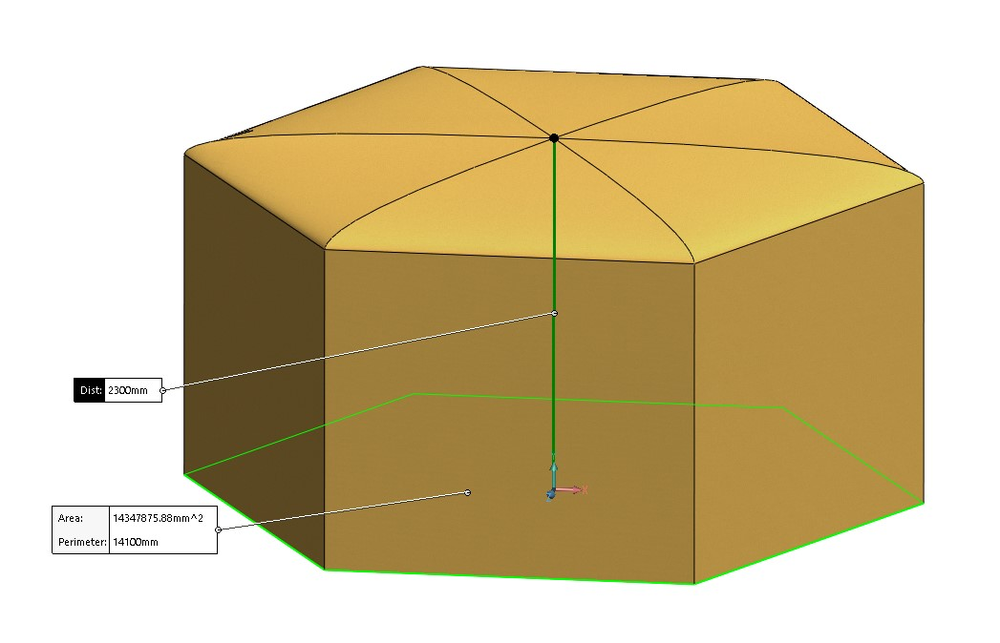 Dist: 2300mm
Area: 14347875.88mm^2
Perimeter: 14100mm